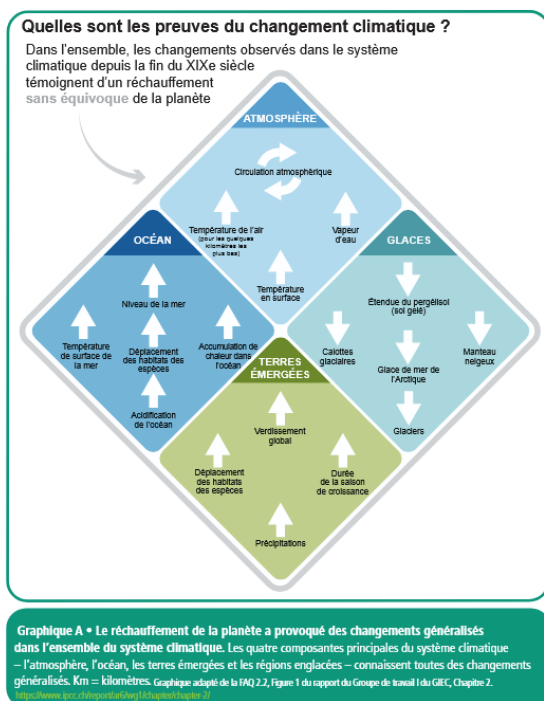 Quelles sont les preuves du changement climatique ?
Dans l'ensemble, les changements observés dans le système
climatique depuis la fin du XIXe siècle
témoignent d'un réchauffement
sans équivoque de la planète
ATMOSPHÈRE
Circulation atmosphérique
Température de l'air
(pour les quelques
kilomètres les
plus bas)
Vapeur
d'eau
Température
en surface
OCÉAN
Niveau de la mer
Température
de surface de
la mer
Déplacement
des habitats des
espèces
Accumulation de
chaleur dans
l'océan
Acidification
de l'océan
GLACES
Étendue du pergélisol
(sol gelé)
Calottes
glaciaires
Glace de mer de
l'Arctique
Manteau
neigeux
Glaciers
TERRES
ÉMERGÉES
Verdissement
global
Déplacement
des habitats
des espèces
Durée
de la saison
de croissance
Précipitations
Graphique A • Le réchauffement de la planète a provoqué des changements généralisés
dans l'ensemble du système climatique. Les quatre composantes principales du système climatique
– l'atmosphère, l'océan, les terres émergées et les régions englacées – connaissent toutes des changements
généralisés. Km = kilomètres. Graphique adapté de la FAQ 2.2, Figure 1 du rapport du Groupe de travail I du GIEC, Chapitre 2.
https://www.ipcc.ch/report/ar6/wg1/chapter/chapter-2/